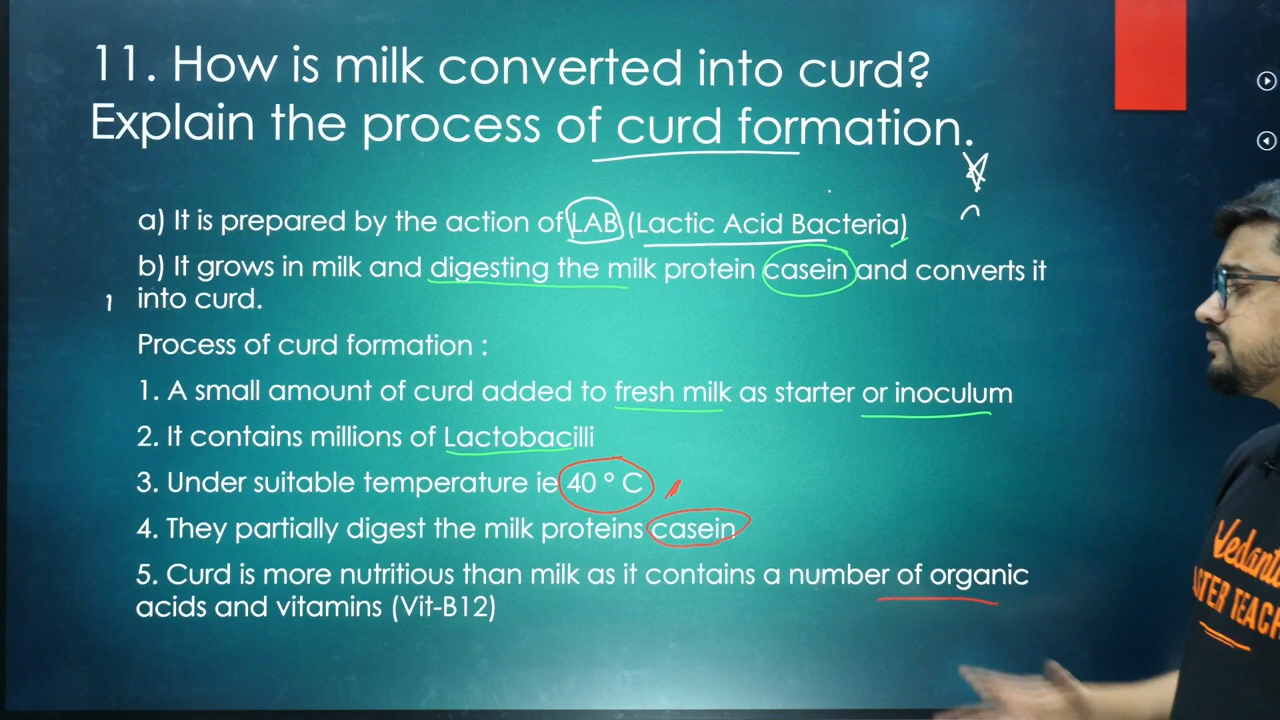 11. How is milk converted into curd?
Explain the process of curd formation.
a) It is prepared by the action of LAB (Lactic Acid Bacteria)
b) It grows in milk and digesting the milk protein casein and converts it
into curd.
Process of curd formation :
1. A small amount of curd added to fresh milk as starter or inoculum
2. It contains millions of Lactobacilli
3. Under suitable temperature ie 40 ° C
4. They partially digest the milk proteins casein
5. Curd is more nutritious than milk as it contains a number of organic
acids and vitamins (Vit-B12)